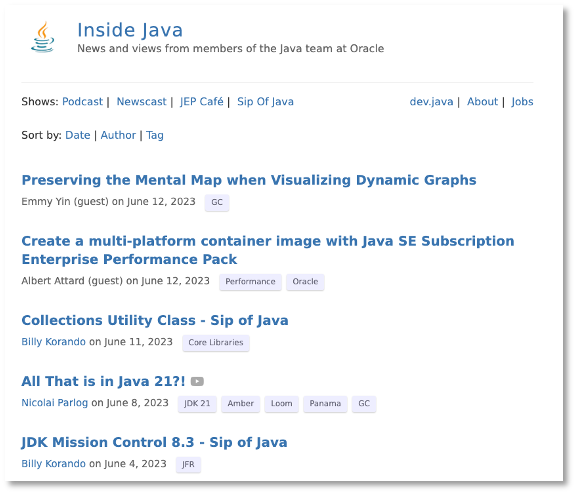 Inside Java
News and views from members of the Java team at Oracle
Shows: Podcast | Newscast | JEP Café | Sip Of Java dev.java | About | Jobs
Sort by: Date | Author | Tag
Preserving the Mental Map when Visualizing Dynamic Graphs
Emmy Yin (guest) on June 12, 2023 GC
Create a multi-platform container image with Java SE Subscription
Enterprise Performance Pack
Albert Attard (guest) on June 12, 2023 Performance Oracle
Collections Utility Class - Sip of Java
Billy Korando on June 11, 2023 Core Libraries
All That is in Java 21?!
Nicolai Parlog on June 8, 2023 JDK 21 Amber Loom Panama GC
JDK Mission Control 8.3 - Sip of Java
Billy Korando on June 4, 2023 JFR